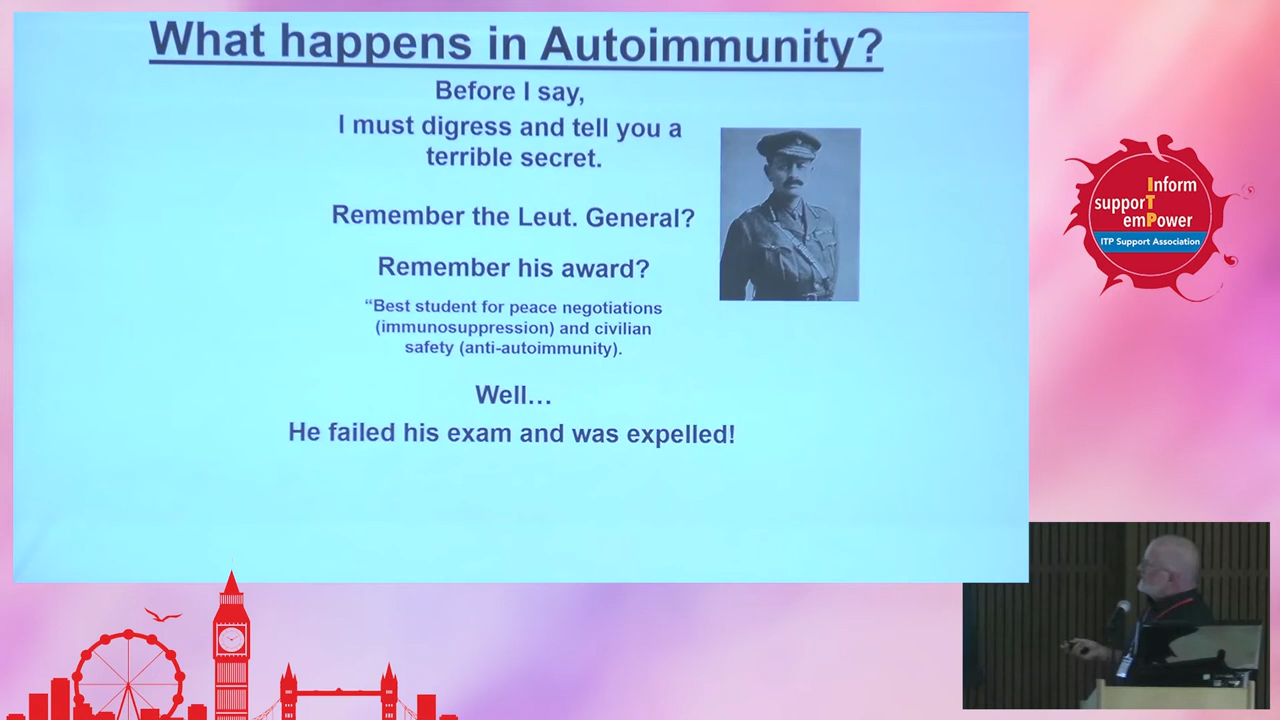 What happens in Autoimmunity?
Before I say,
I must digress and tell you a
terrible secret.
Remember the Leut. General?
Remember his award?
“Best student for peace negotiations
(immunosuppression) and civilian
safety (anti-autoimmunity).
Well…
He failed his exam and was expelled!
Inform
supporT
emPower
ITP Support Association